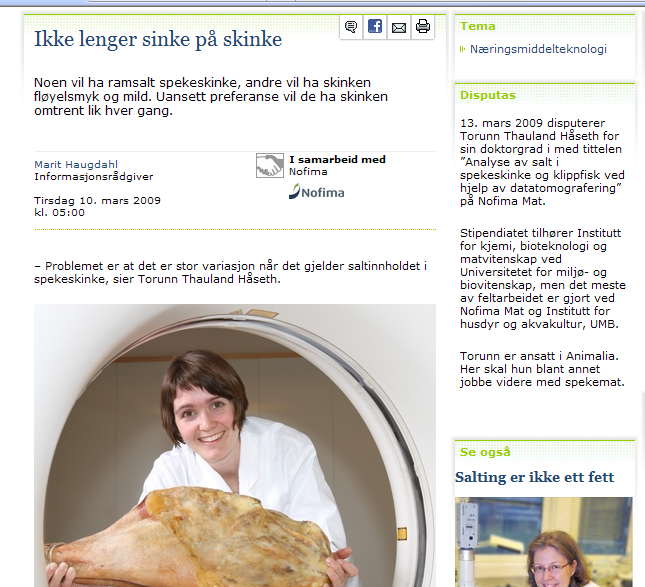 Ikke lenger sinke på skinke
Noen vil ha ramsalt spekeskinke, andre vil ha skinken
fløyelsmyk og mild. Uansett preferanse vil de ha skinken
omtrent lik hver gang.
Marit Haugdahl
Informasjonsrådgiver
Tirsdag 10. mars 2009
kl. 05:00
I samarbeid med
Nofima
Nofima
– Problemet er at det er stor variasjon når det gjelder saltinnholdet i
spekeskinke, sier Torunn Thauland Håseth.
Tema
Næringsmiddelteknologi
Disputas
13. mars 2009 disputerer
Torunn Thauland Håseth for
sin doktorgrad i med tittelen
”Analyse av salt i
spekeskinke og klippfisk ved
hjelp av datatomografering”
på Nofima Mat.
Stipendiatet tilhører Institutt
for kjemi, bioteknologi og
matvitenskap ved
Universitetet for miljø- og
biovitenskap, men det meste
av feltarbeidet er gjort ved
Nofima Mat og Institutt for
husdyr og akvakultur, UMB.
Torunn er ansatt i Animalia.
Her skal hun blant annet
jobbe videre med spekemat.
Se også
Salting er ikke ett fett